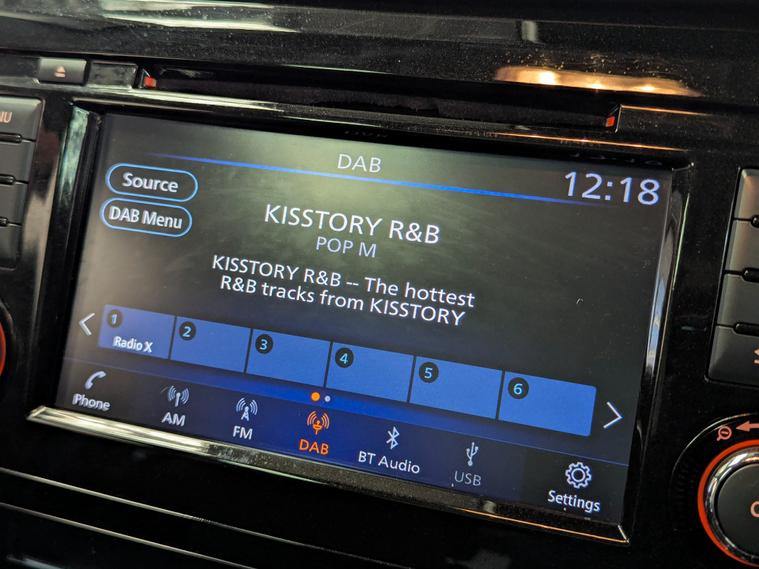 NU
DAB
12:18
Source
DAB Menu
KISSTORY R&B
POP M
KISSTORY R&B -- The hottest
R&B tracks from KISSTORY
1
Radio X
2
3
4
5
6
Phone
AM
FM
DAB
BT Audio
USB
Settings